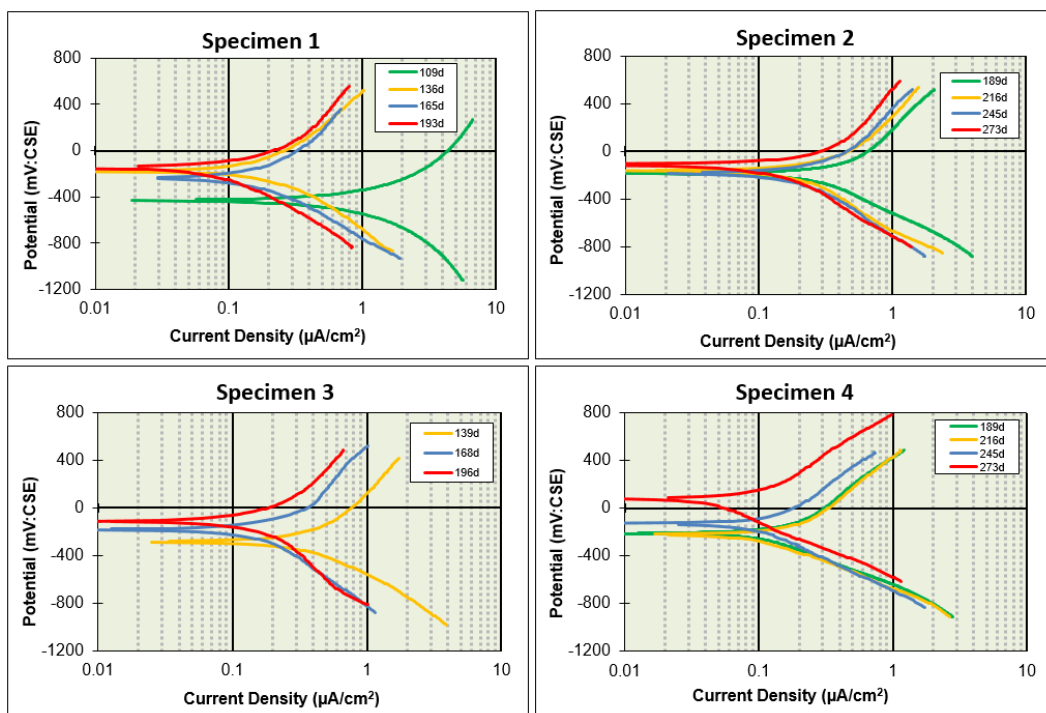 Specimen 1
Potential (mV:CSE)
800
400
0
-400
-800
-1200
109d
136d
165d
193d
0.01
0.1
1
10
Current Density (µA/cm²)
Specimen 2
Potential (mV:CSE)
800
400
0
-400
-800
-1200
189d
216d
245d
273d
0.01
0.1
1
10
Current Density (µA/cm²)
Specimen 3
Potential (mV:CSE)
800
400
0
-400
-800
-1200
139d
168d
196d
0.01
0.1
1
10
Current Density (µA/cm²)
Specimen 4
Potential (mV:CSE)
800
400
0
-400
-800
-1200
189d
216d
245d
273d
0.01
0.1
1
10
Current Density (µA/cm²)